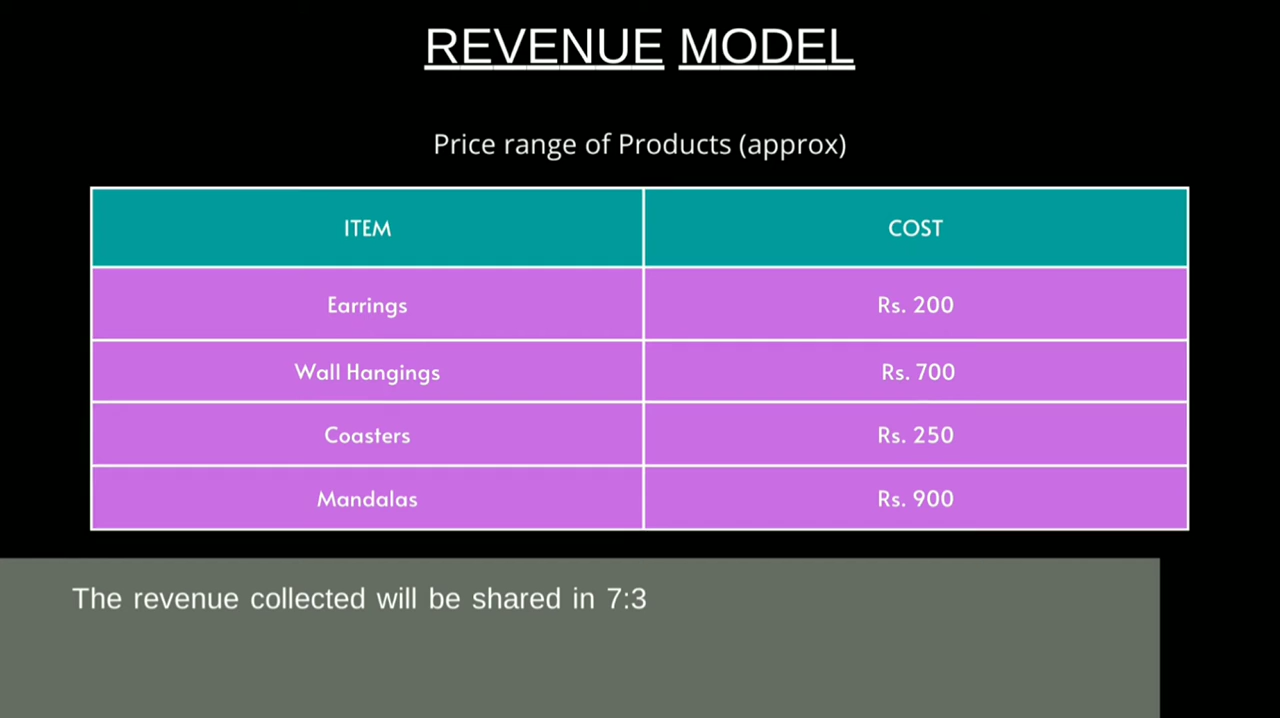 REVENUE MODEL
Price range of Products (approx)
ITEM COST
Earrings Rs. 200
Wall Hangings Rs. 700
Coasters Rs. 250
Mandalas Rs. 900
The revenue collected will be shared in 7:3